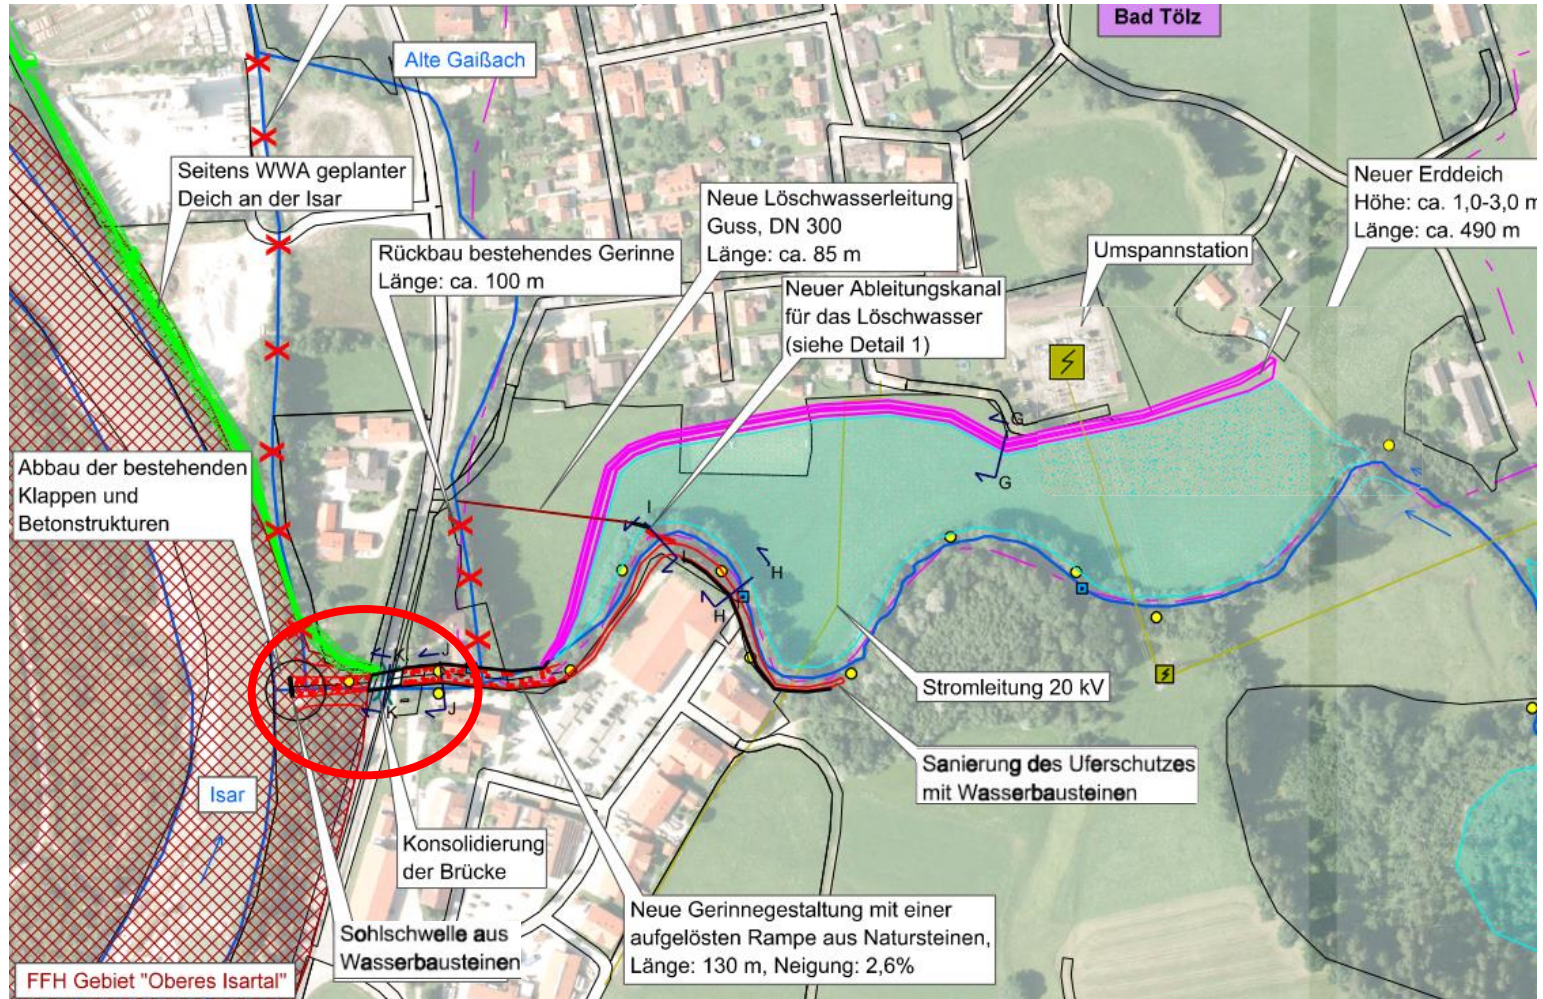 Bad Tölz
Alte Gaißach
Seitens WWA geplanter
Deich an der Isar
Neuer Erddeich
Höhe: ca. 1,0-3,0 m
Länge: ca. 490 m
Neue Löschwasserleitung
Guss, DN 300
Länge: ca. 85 m
Umspannstation
Rückbau bestehendes Gerinne
Länge: ca. 100 m
Neuer Ableitungskanal
für das Löschwasser
(siehe Detail 1)
G
G
Abbau der bestehenden
Klappen und
Betonstrukturen
I
I
H
H
K
J
K
J
Stromleitung 20 kV
Sanierung des Uferschutzes
mit Wasserbausteinen
Isar
Konsolidierung
der Brücke
Neue Gerinnegestaltung mit einer
aufgelösten Rampe aus Natursteinen,
Länge: 130 m, Neigung: 2,6%
Sohlschwelle aus
Wasserbausteinen
FFH Gebiet "Oberes Isartal"